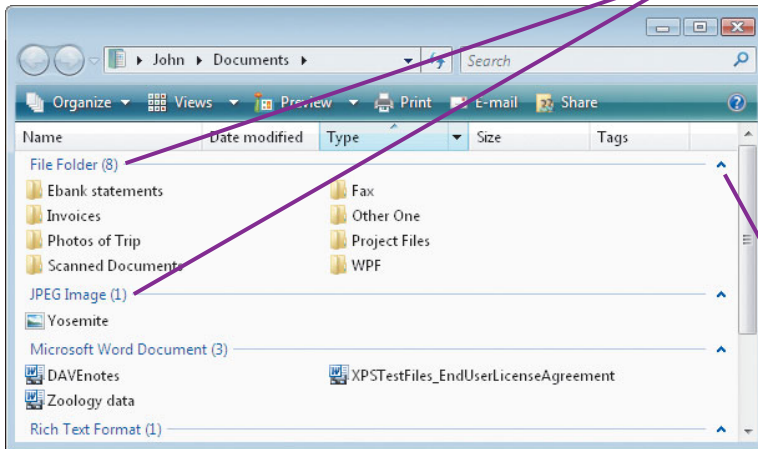 John Documents Search
Organize Views Preview Print E-mail Share
Name Date modified Type Size Tags
File Folder (8)
Ebank statements Fax
Invoices Other One
Photos of Trip Project Files
Scanned Documents WPF
JPEG Image (1)
Yosemite
Microsoft Word Document (3)
DAVEnotes XPSTestFiles_EndUserLicenseAgreement
Zoology data
Rich Text Format (1)